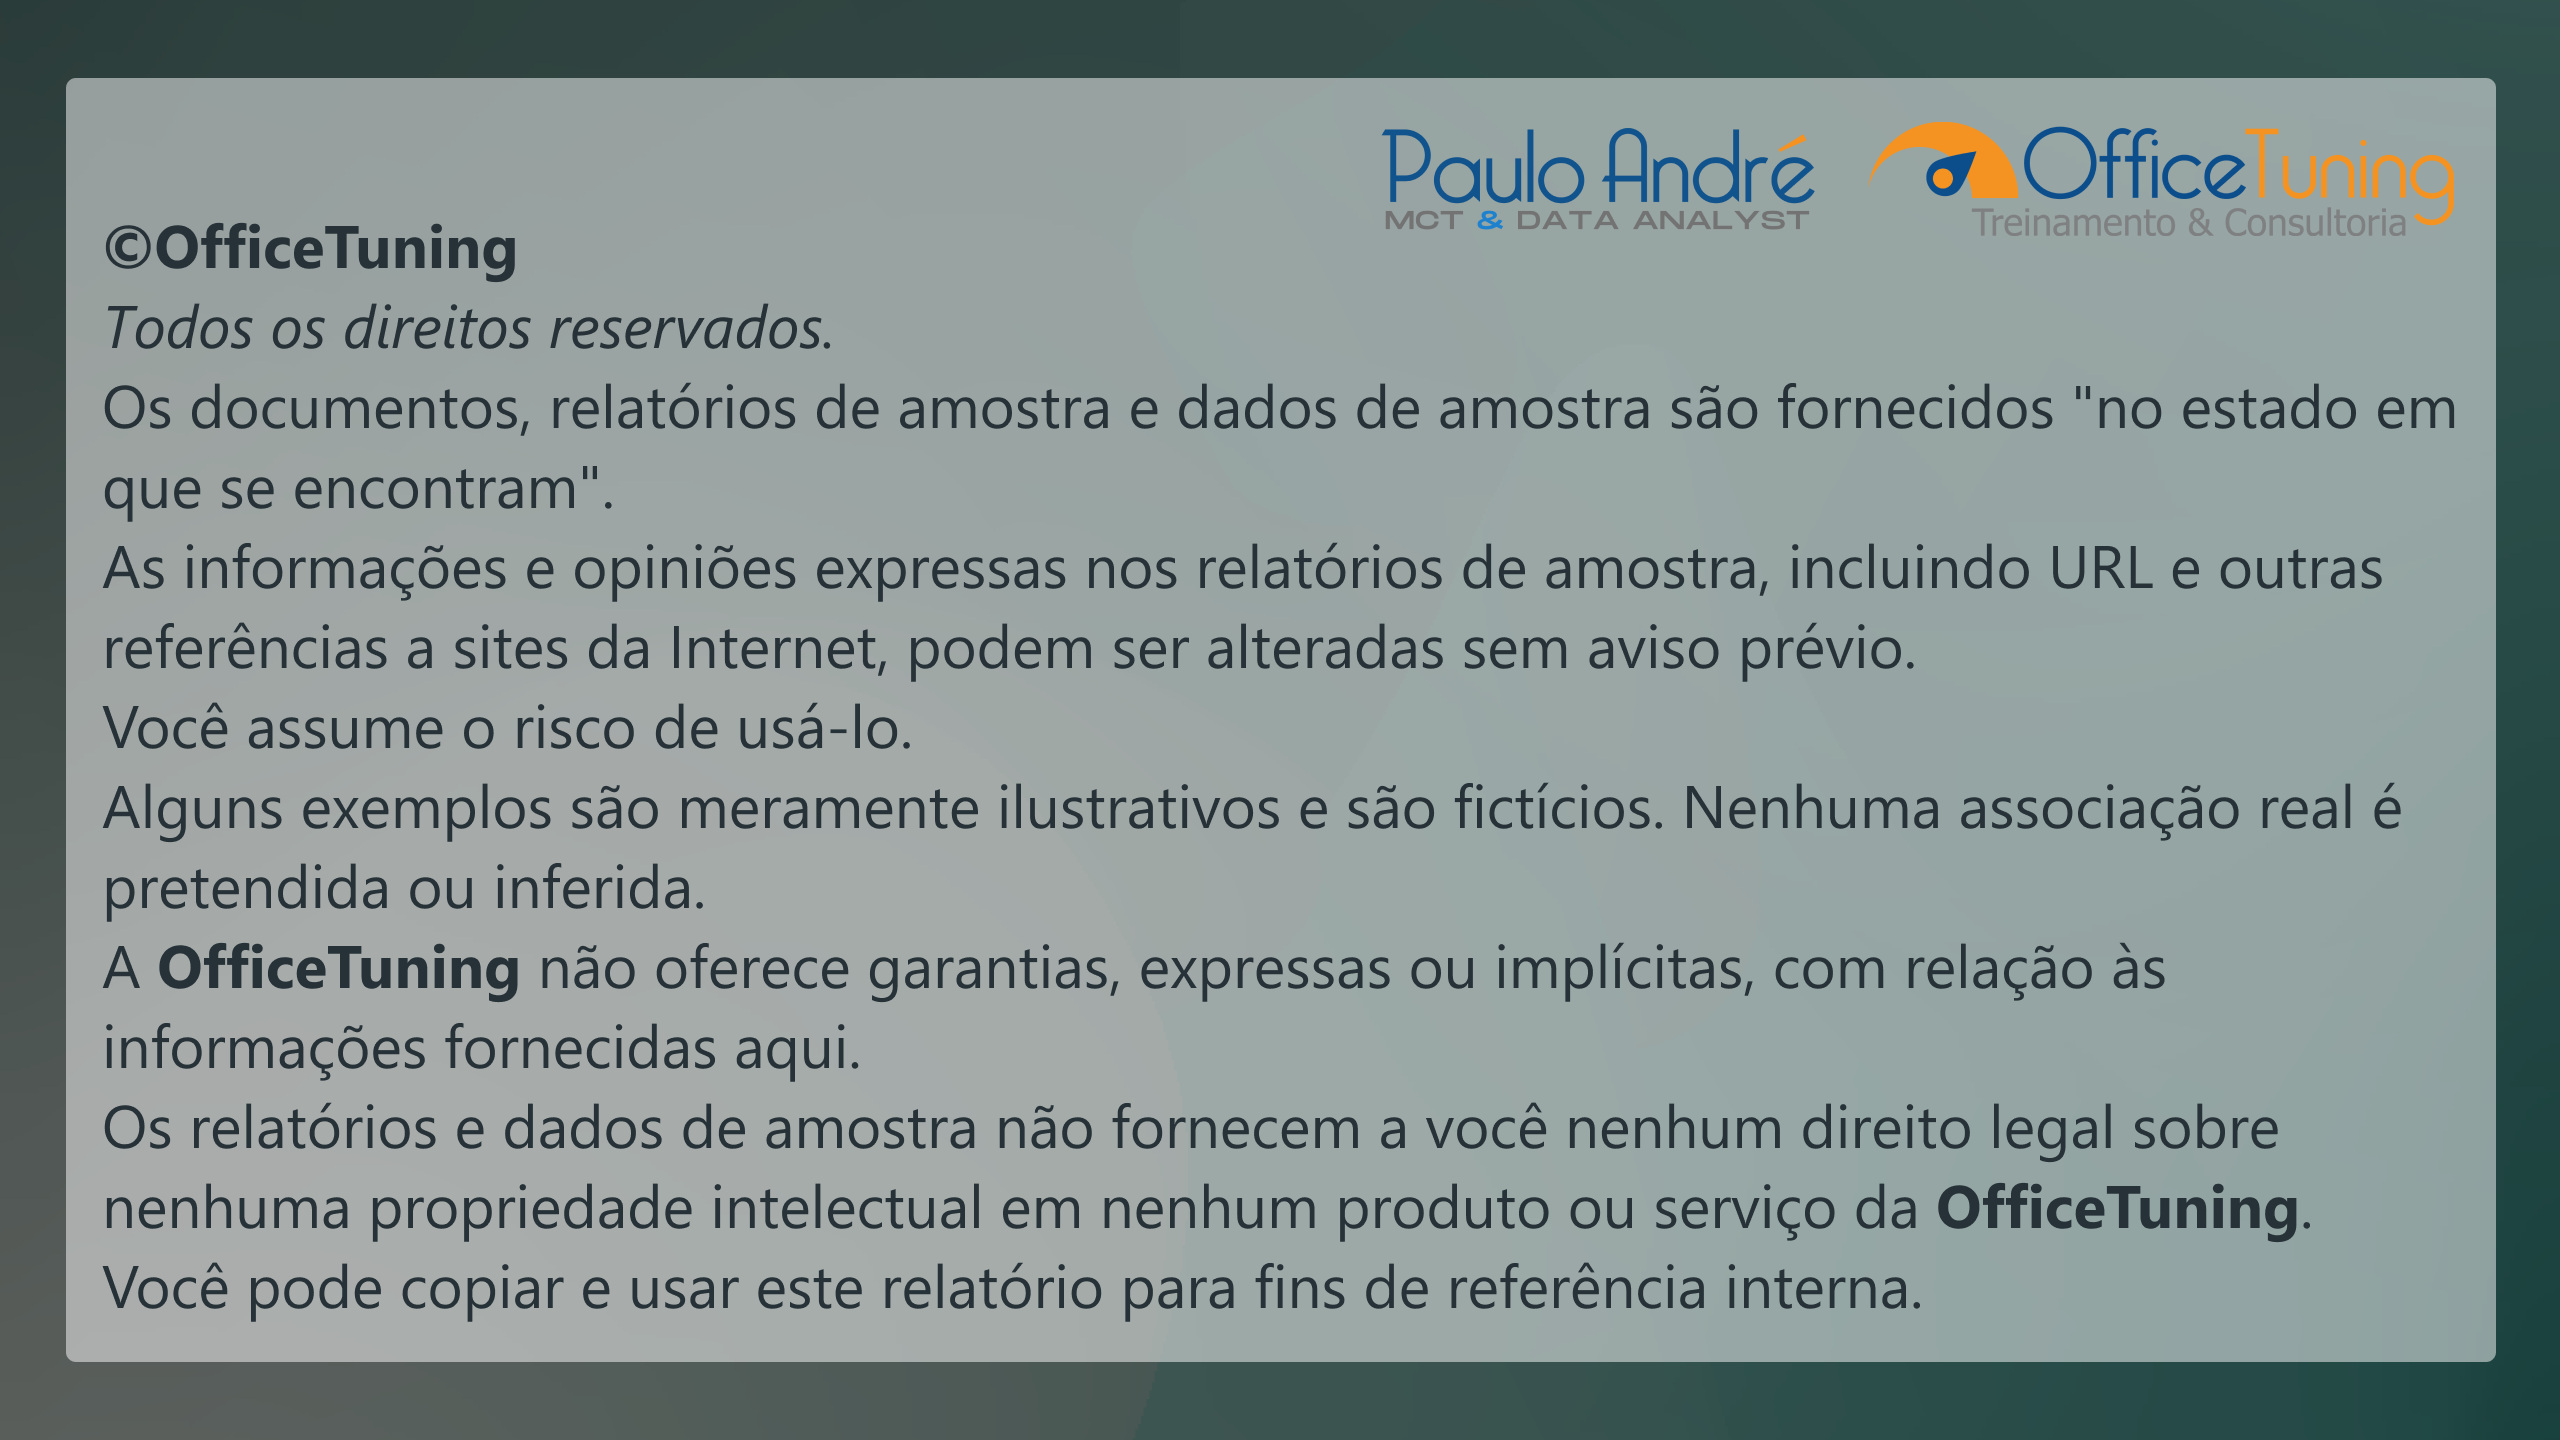 Paulo André
MCT & DATA ANALYST
OfficeTuning
Treinamento & Consultoria
©OfficeTuning
Todos os direitos reservados.
Os documentos, relatórios de amostra e dados de amostra são fornecidos "no estado em
que se encontram".
As informações e opiniões expressas nos relatórios de amostra, incluindo URL e outras
referências a sites da Internet, podem ser alteradas sem aviso prévio.
Você assume o risco de usá-lo.
Alguns exemplos são meramente ilustrativos e são fictícios. Nenhuma associação real é
pretendida ou inferida.
A OfficeTuning não oferece garantias, expressas ou implícitas, com relação às
informações fornecidas aqui.
Os relatórios e dados de amostra não fornecem a você nenhum direito legal sobre
nenhuma propriedade intelectual em nenhum produto ou serviço da OfficeTuning.
Você pode copiar e usar este relatório para fins de referência interna.